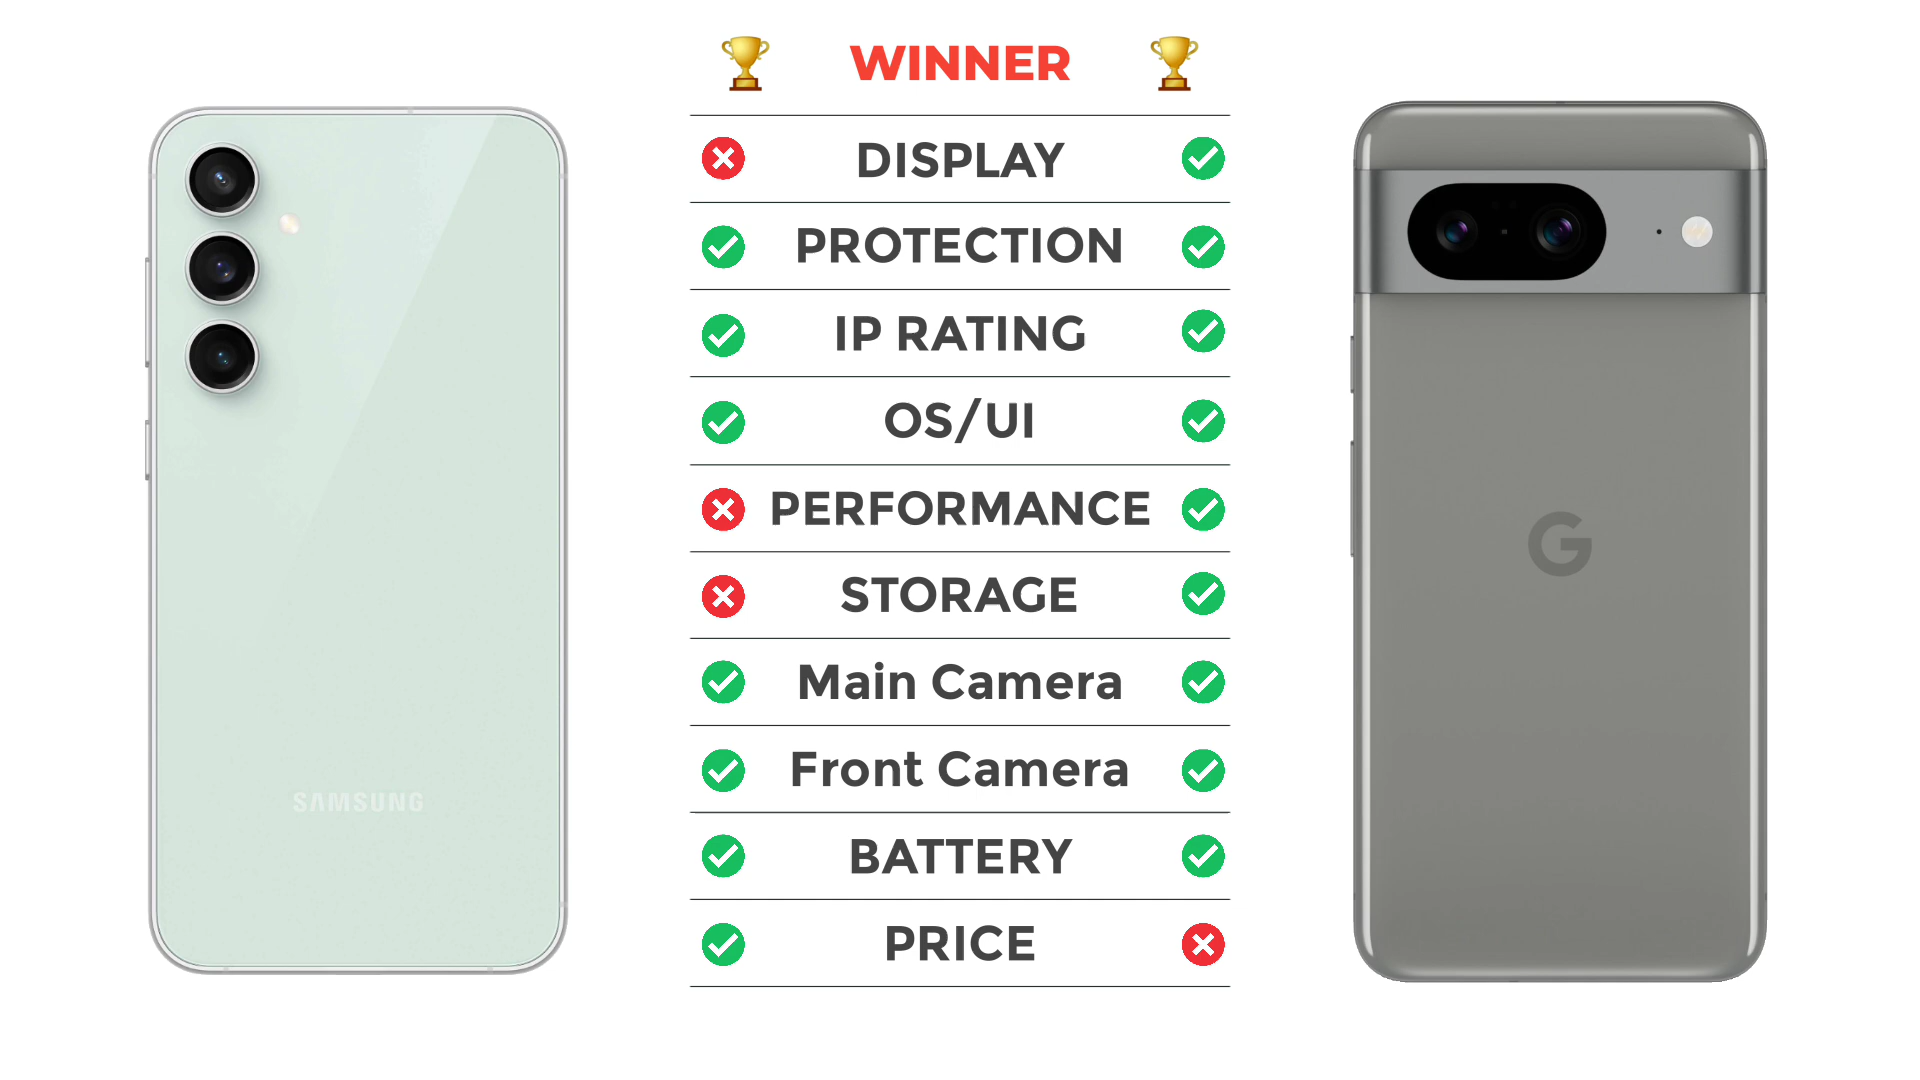 WINNER
DISPLAY
PROTECTION
IP RATING
OS/UI
PERFORMANCE
STORAGE
Main Camera
Front Camera
SAMSUNG
BATTERY
PRICE
G